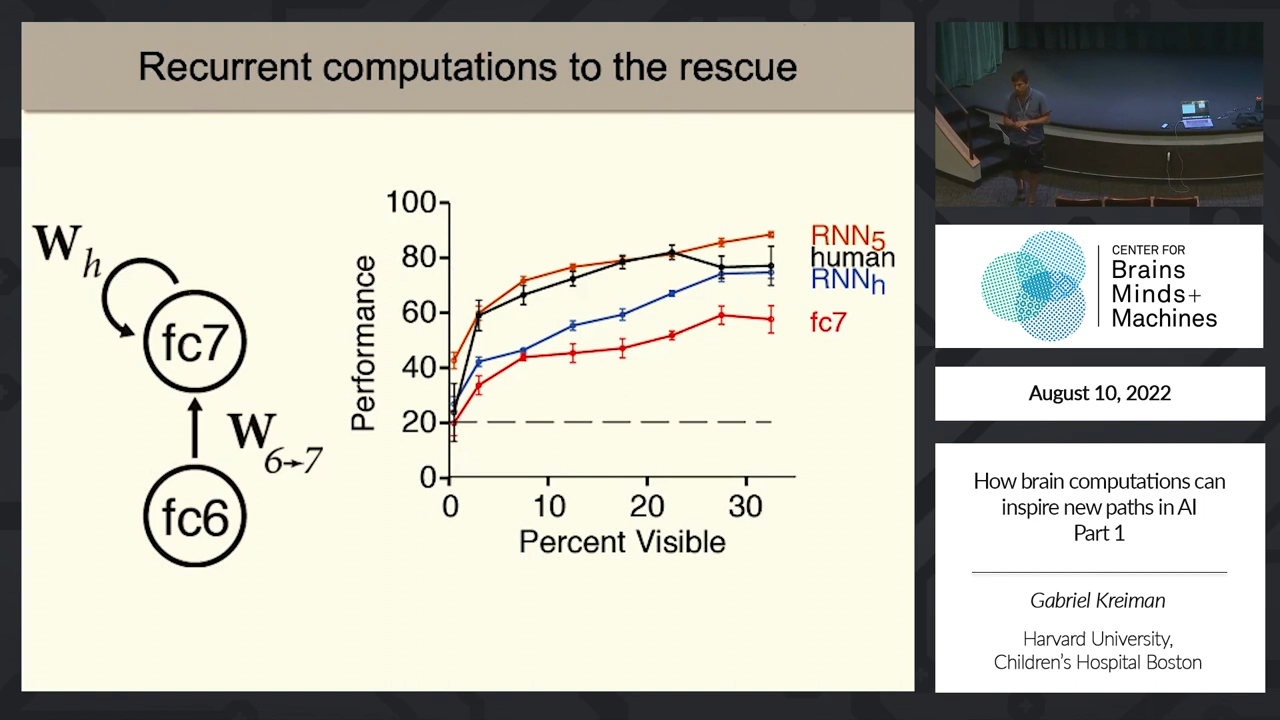 Recurrent computations to the rescue
Wh
fc7
W6→7
fc6
Performance
100
80
60
40
20
0
0
10
20
30
Percent Visible
RNN5
human
RNNh
fc7
CENTER FOR
Brains
Minds+
Machines
August 10, 2022
How brain computations can
inspire new paths in AI
Part 1
Gabriel Kreiman
Harvard University,
Children's Hospital Boston